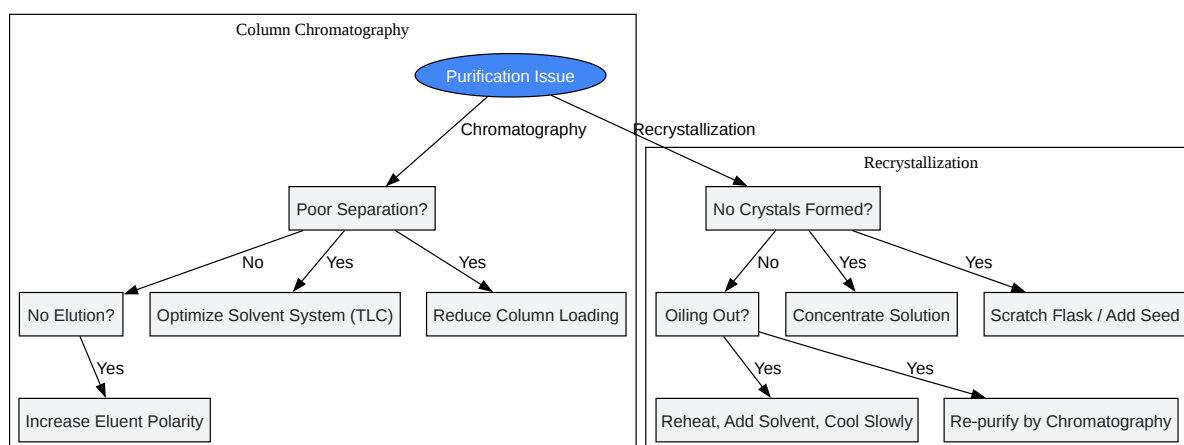 Column Chromatography
Purification Issue
Chromatography
Recrystallization
Recrystallization
Poor Separation?
No Crystals Formed?
No
Yes
Yes
No
Yes
Yes
No Elution?
Optimize Solvent System (TLC)
Reduce Column Loading
Oiling Out?
Concentrate Solution
Scratch Flask / Add Seed
Yes
Yes
Yes
Increase Eluent Polarity
Reheat, Add Solvent, Cool Slowly
Re-purify by Chromatography